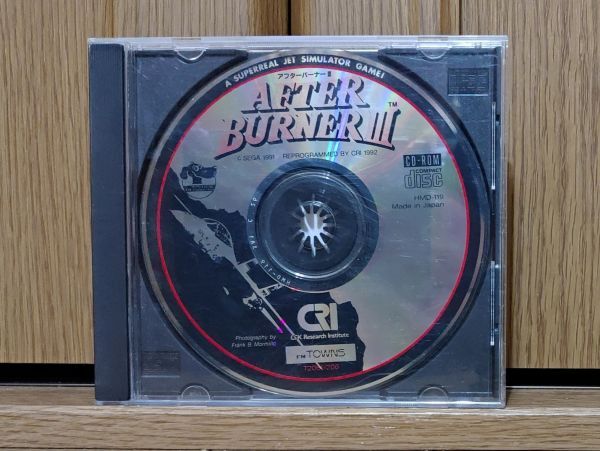 A SUPERREAL JET SIMULATOR GAME!
アフターバーナーⅢ
AFTER
BURNER III ™
© SEGA 1991 REPROGRAMMED BY CRI 1992
CD-ROM
COMPACT
disc
HMD-119
Made in Japan
HMD-119
CRI
CSK Research Institute
Photography by
Frank B. Mormillo
FM TOWNS